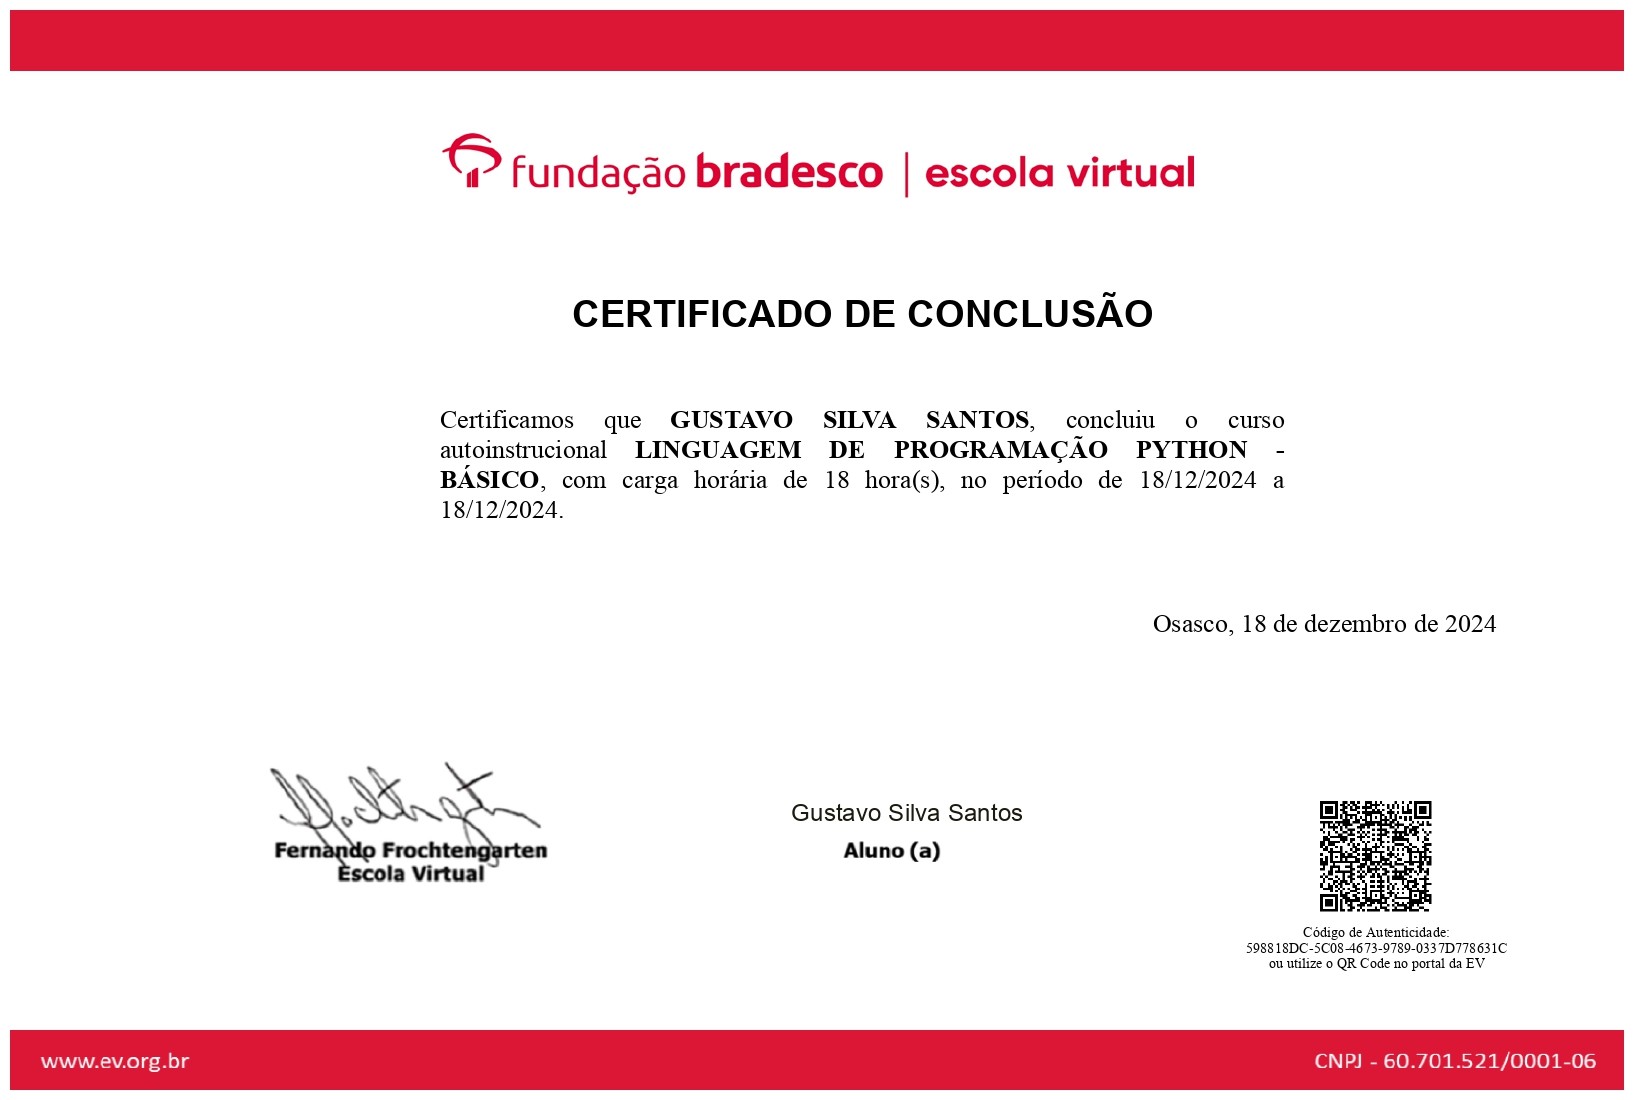 fundação bradesco | escola virtual
CERTIFICADO DE CONCLUSÃO
Certificamos que GUSTAVO SILVA SANTOS, concluiu o curso
autoinstrucional LINGUAGEM DE PROGRAMAÇÃO PYTHON -
BÁSICO, com carga horária de 18 hora(s), no período de 18/12/2024 a
18/12/2024.
Osasco, 18 de dezembro de 2024
Fernando Frochtengarten
Escola Virtual
Gustavo Silva Santos
Aluno (a)
Código de Autenticidade:
598818DC-5C08-4673-9789-0337D778631C
ou utilize o QR Code no portal da EV
www.ev.org.br
CNPJ - 60.701.521/0001-06